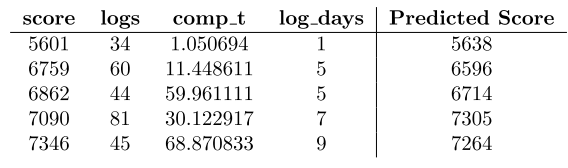 score logs comp_t log_days Predicted Score
5601 34 1.050694 1 5638
6759 60 11.448611 5 6596
6862 44 59.961111 5 6714
7090 81 30.122917 7 7305
7346 45 68.870833 9 7264